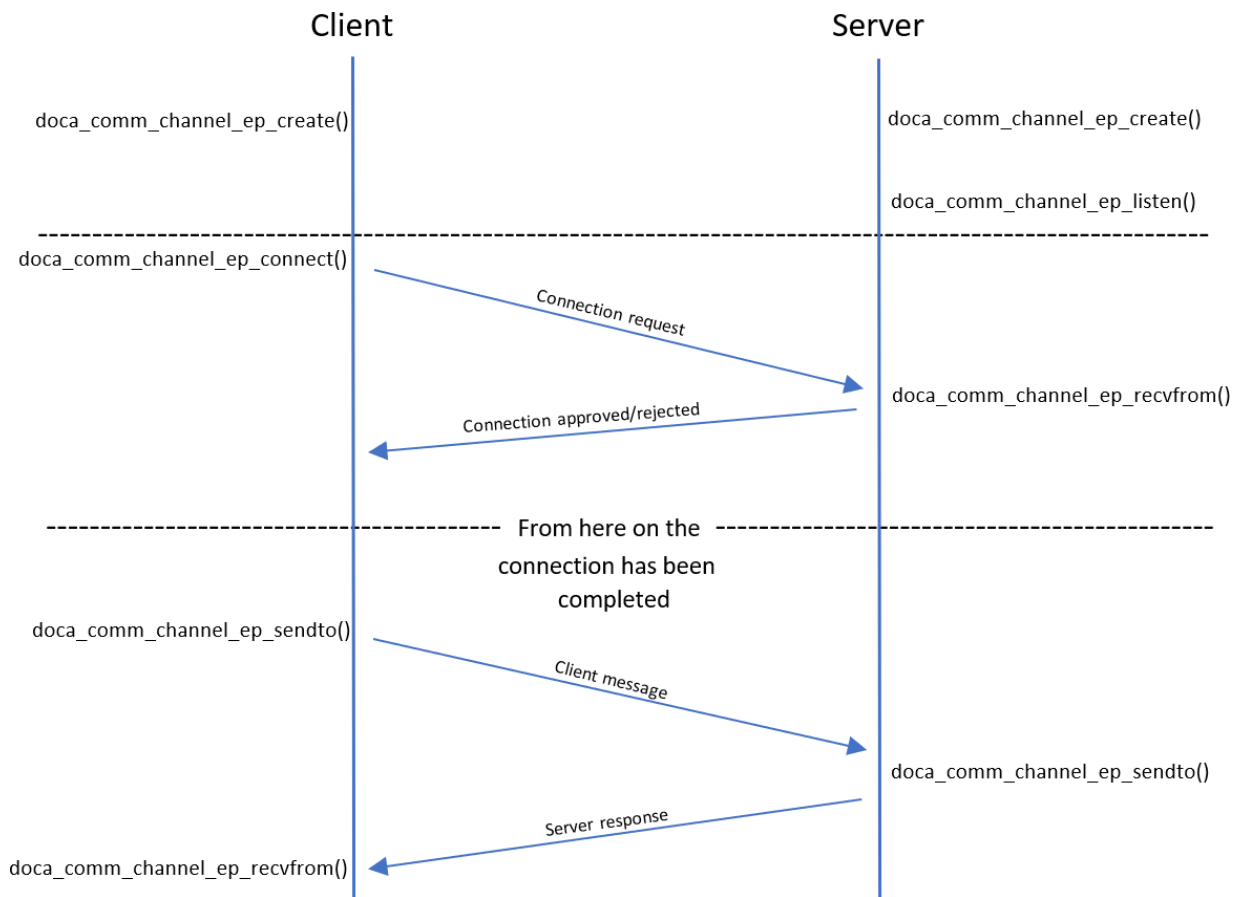 Client
Server
doca_comm_channel_ep_create()
doca_comm_channel_ep_create()
doca_comm_channel_ep_listen()
doca_comm_channel_ep_connect()
Connection request
doca_comm_channel_ep_recvfrom()
Connection approved/rejected
From here on the
connection has been
completed
doca_comm_channel_ep_sendto()
Client message
doca_comm_channel_ep_sendto()
Server response
doca_comm_channel_ep_recvfrom()